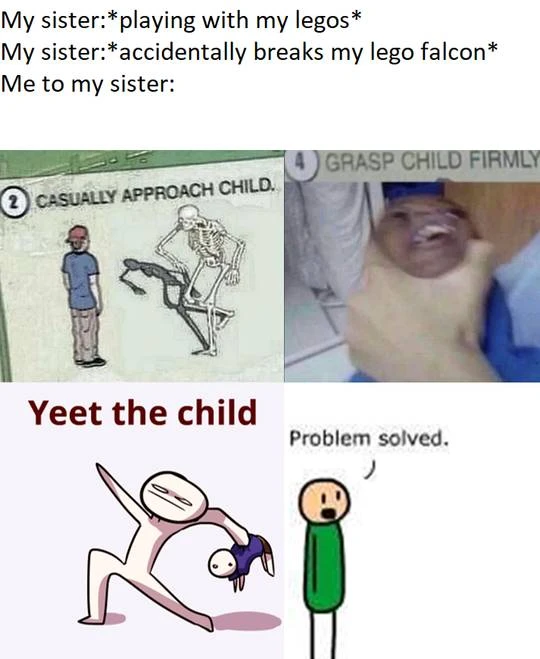 My sister:*playing with my legos*
My sister:*accidentally breaks my lego falcon*
Me to my sister:
2 CASUALLY APPROACH CHILD.
4 GRASP CHILD FIRMLY
Yeet the child
Problem solved.